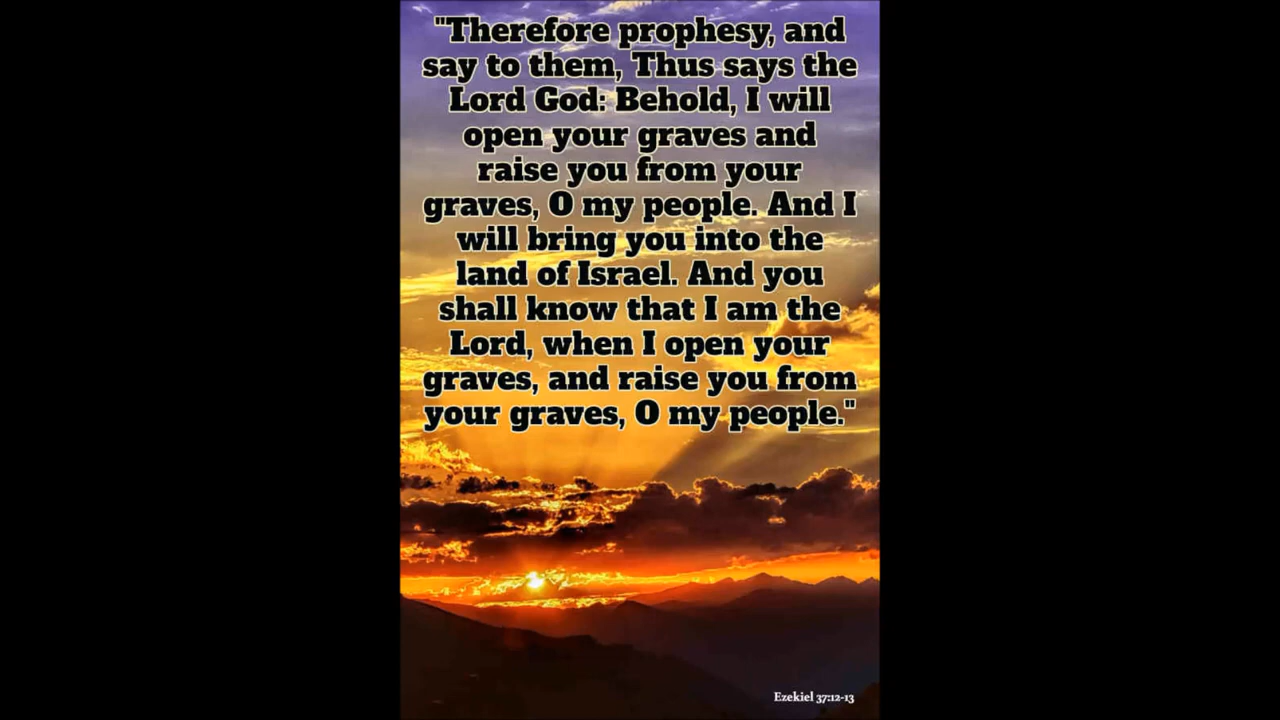 "Therefore prophesy, and
say to them, Thus says the
Lord God: Behold, I will
open your graves and
raise you from your
graves, O my people. And I
will bring you into the
land of Israel. And you
shall know that I am the
Lord, when I open your
graves, and raise you from
your graves, O my people."
Ezekiel 37:12-13